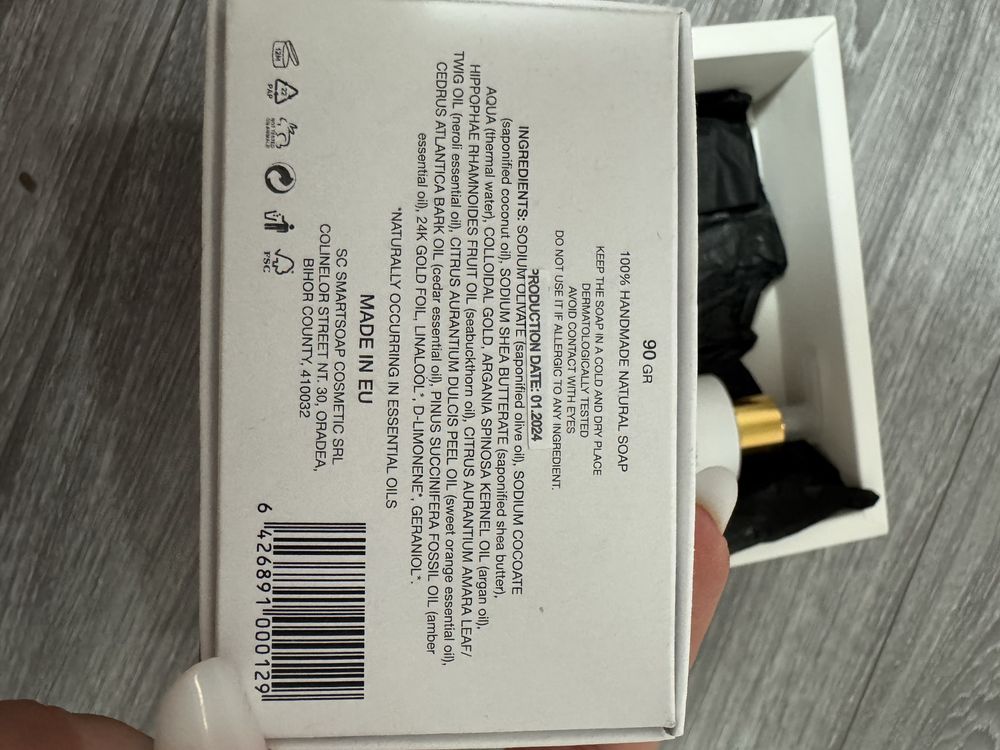 90 GR
100% HANDMADE NATURAL SOAP
KEEP THE SOAP IN A COLD AND DRY PLACE
DERMATOLOGICALLY TESTED
AVOID CONTACT WITH EYES
DO NOT USE IT IF ALLERGIC TO ANY INGREDIENT.
PRODUCTION DATE: 01.2024
INGREDIENTS: SODIUM OLIVATE (saponified olive oil), SODIUM COCOATE
(saponified coconut oil), SODIUM SHEA BUTTERATE (saponified shea butter),
AQUA (thermal water), COLLOIDAL GOLD, ARGANIA SPINOSA KERNEL OIL (argan oil),
HIPPOPHAE RHAMNOIDES FRUIT OIL (seabuckthorn oil), CITRUS AURANTIUM AMARA LEAF/
TWIG OIL (neroli essential oil), CITRUS AURANTIUM DULCIS PEEL OIL (sweet orange essential oil),
CEDRUS ATLANTICA BARK OIL (cedar essential oil), PINUS SUCCINIFERA FOSSIL OIL (amber
essential oil), 24K GOLD FOIL, LINALOOL*, D-LIMONENE*, GERANIOL*.
*NATURALLY OCCURRING IN ESSENTIAL OILS
MADE IN EU
SC SMARTSOAP COSMETIC SRL
COLINELOR STREET NT. 30, ORADEA,
BIHOR COUNTY, 410032
12M
22
PAP
FSC
6 426891 000129